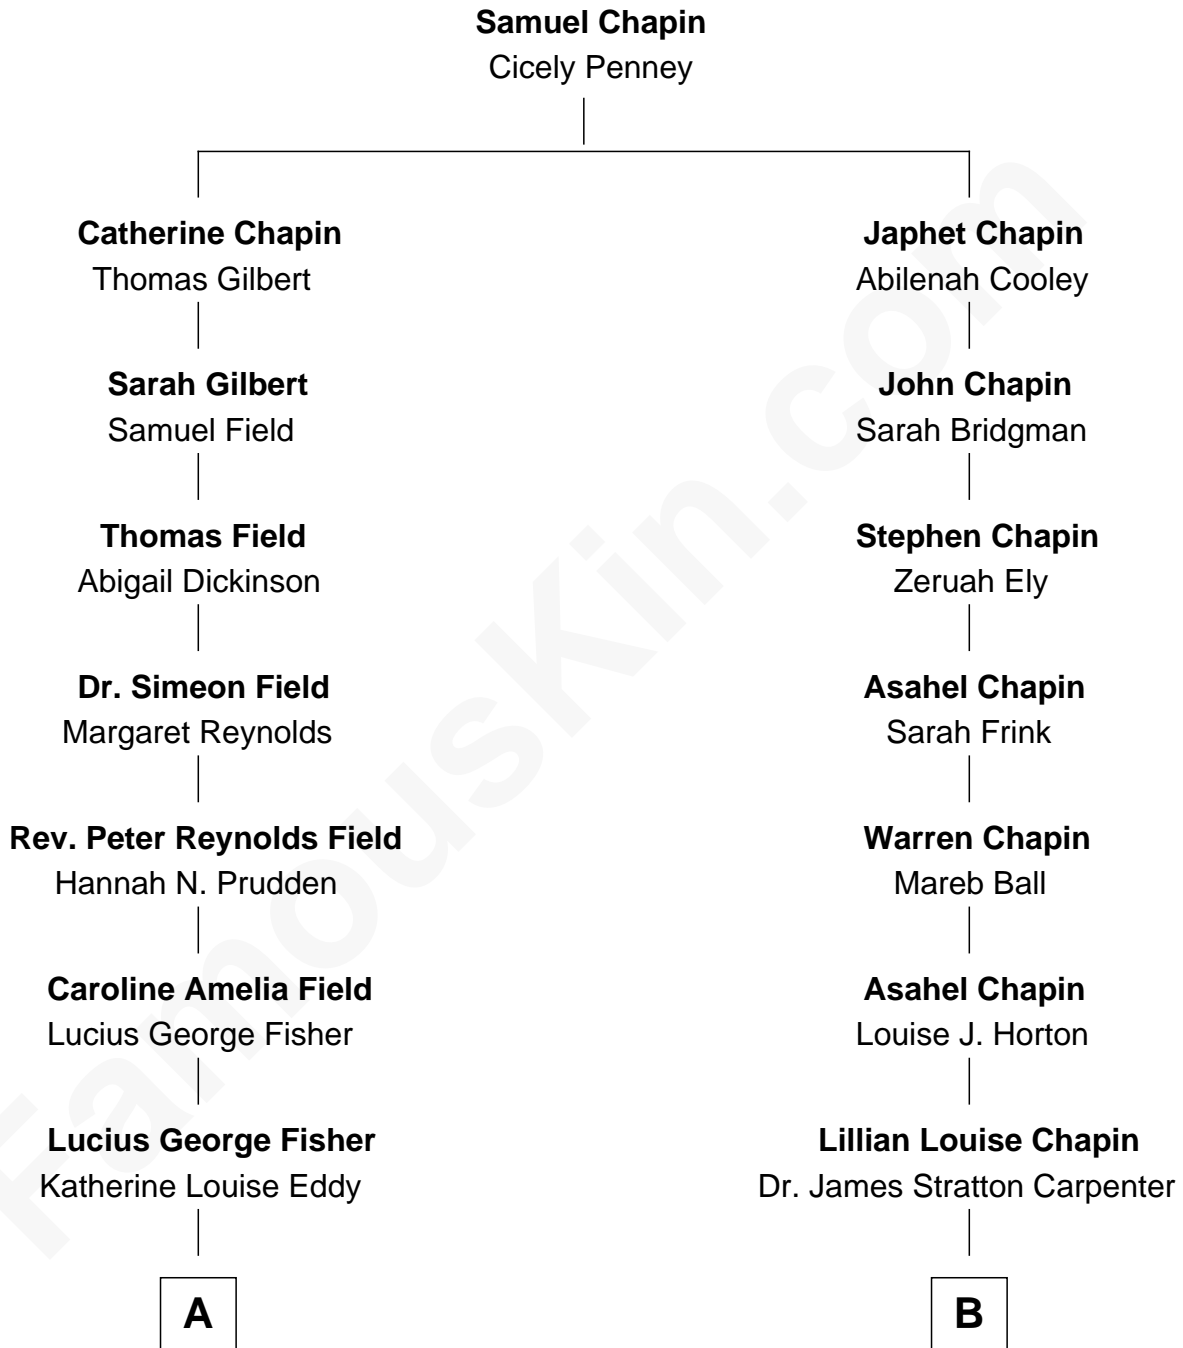 Samuel Chapin
Cicely Penney
Catherine Chapin
Thomas Gilbert
Japhet Chapin
Abilenah Cooley
Sarah Gilbert
Samuel Field
John Chapin
Sarah Bridgman
Thomas Field
Abigail Dickinson
Stephen Chapin
Zeruah Ely
Dr. Simeon Field
Margaret Reynolds
Asahel Chapin
Sarah Frink
Rev. Peter Reynolds Field
Hannah N. Prudden
Warren Chapin
Mareb Ball
Caroline Amelia Field
Lucius George Fisher
Asahel Chapin
Louise J. Horton
Lucius George Fisher
Katherine Louise Eddy
Lillian Louise Chapin
Dr. James Stratton Carpenter
A
B
FamousKin.com